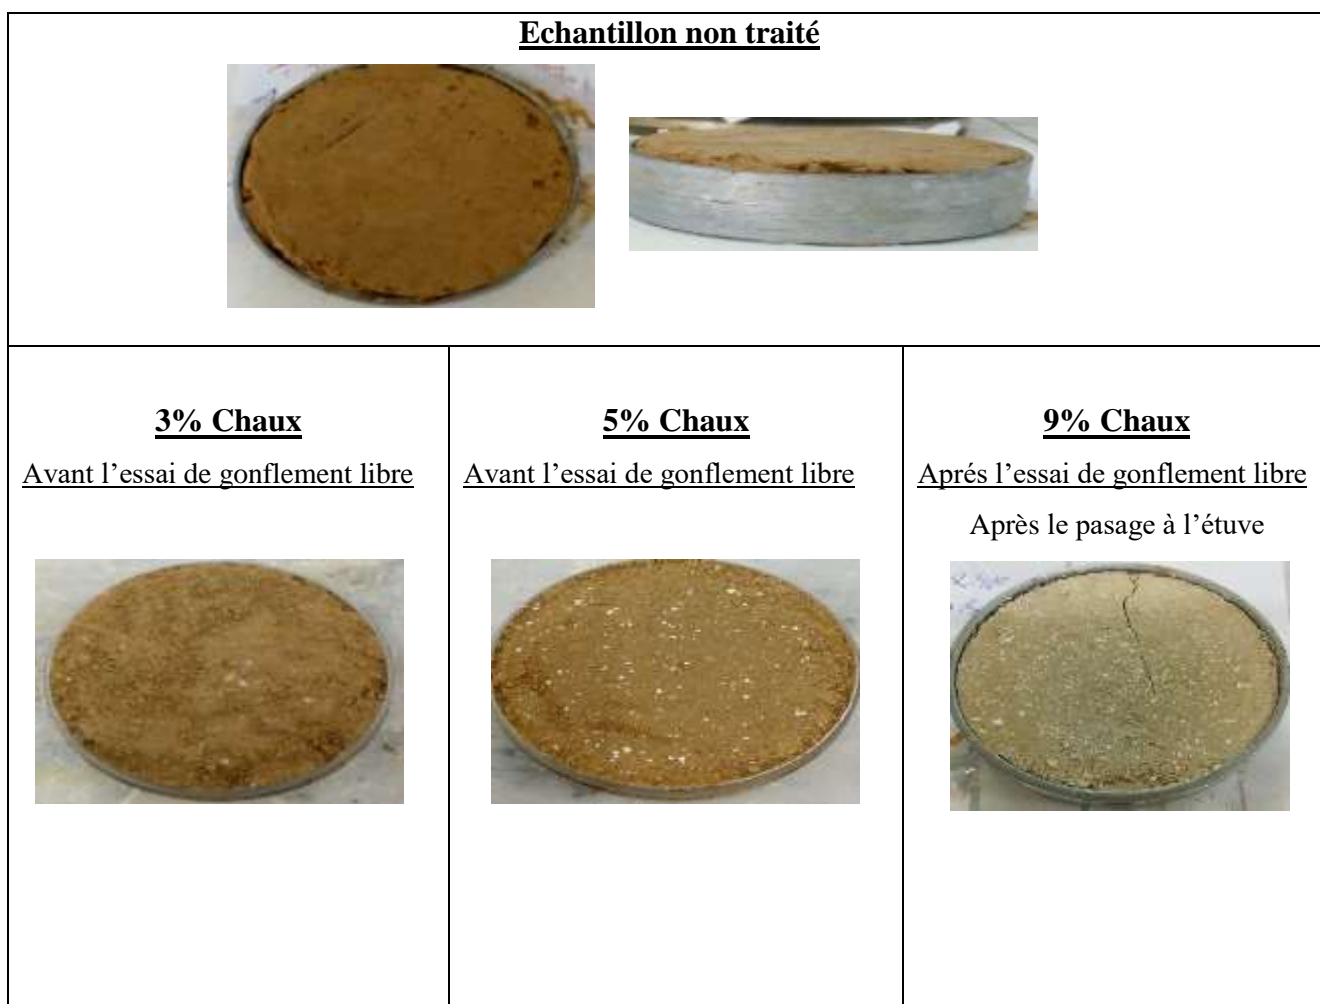 Echantillon non traité
3% Chaux
Avant l’essai de gonflement libre
5% Chaux
Avant l’essai de gonflement libre
9% Chaux
Aprés l’essai de gonflement libre
Après le pasage à l’étuve